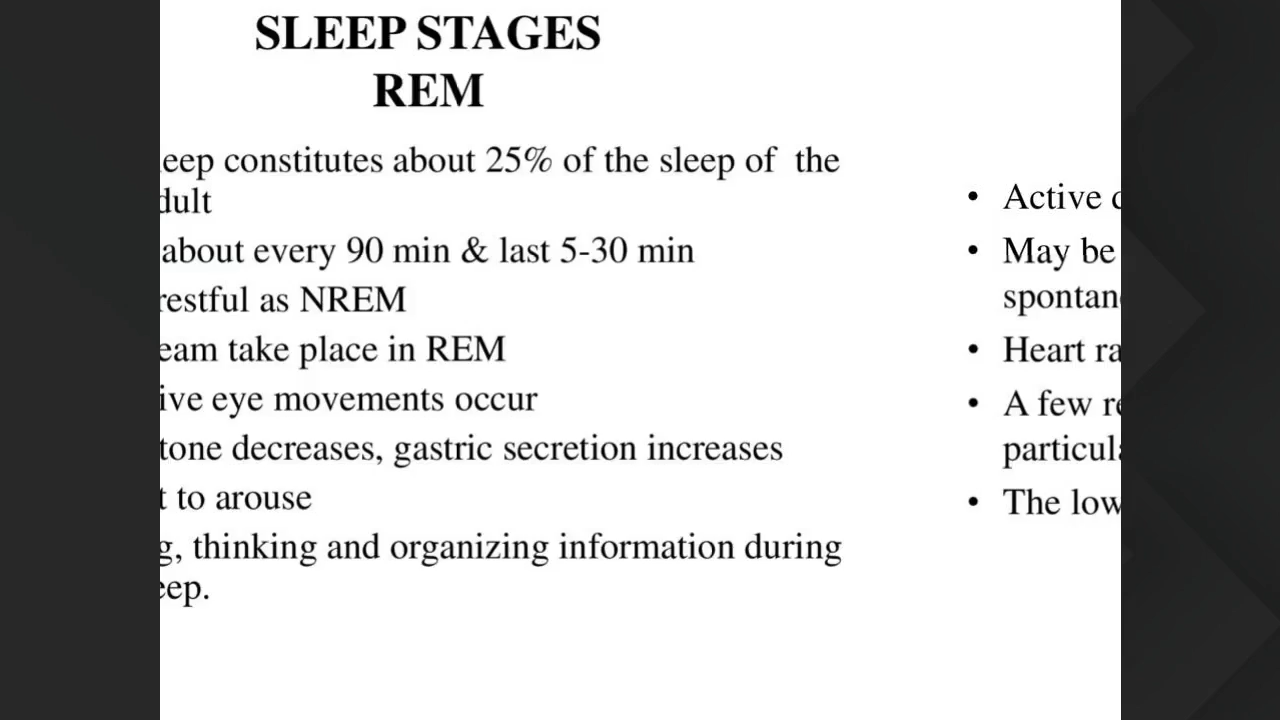 SLEEP STAGES
REM
eep constitutes about 25% of the sleep of the
dult
about every 90 min & last 5-30 min
restful as NREM
eam take place in REM
ive eye movements occur
tone decreases, gastric secretion increases
t to arouse
g, thinking and organizing information during
eep.
• Active
• May be
spontan
• Heart ra
• A few re
particul
• The low